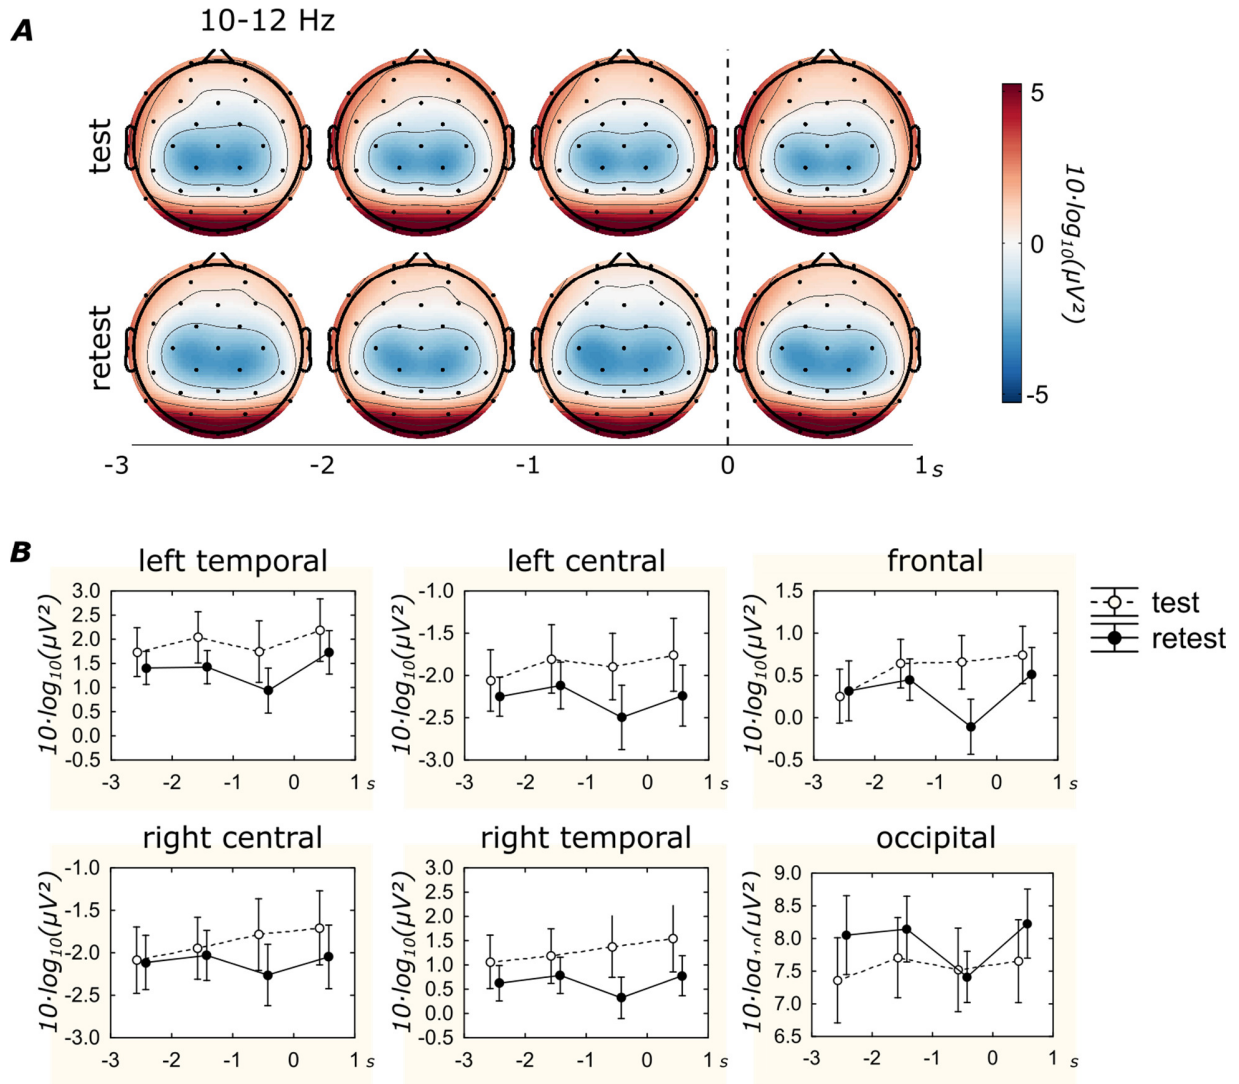 A
10-12 Hz
test
retest
5
0
-5
10·log10(μV²)
-3 -2 -1 0 1 s
B
left temporal
10·log10(μV²)
3.0
2.5
2.0
1.5
1.0
0.5
0.0
-0.5
-3 -2 -1 0 1 s
left central
10·log10(μV²)
-1.0
-1.5
-2.0
-2.5
-3.0
-3 -2 -1 0 1 s
frontal
10·log10(μV²)
1.5
1.0
0.5
0.0
-0.5
-3 -2 -1 0 1 s
test
retest
right central
10·log10(μV²)
-1.0
-1.5
-2.0
-2.5
-3.0
-3 -2 -1 0 1 s
right temporal
10·log10(μV²)
3.0
2.5
2.0
1.5
1.0
0.5
0.0
-0.5
-3 -2 -1 0 1 s
occipital
10·log10(μV²)
9.0
8.5
8.0
7.5
7.0
6.5
-3 -2 -1 0 1 s